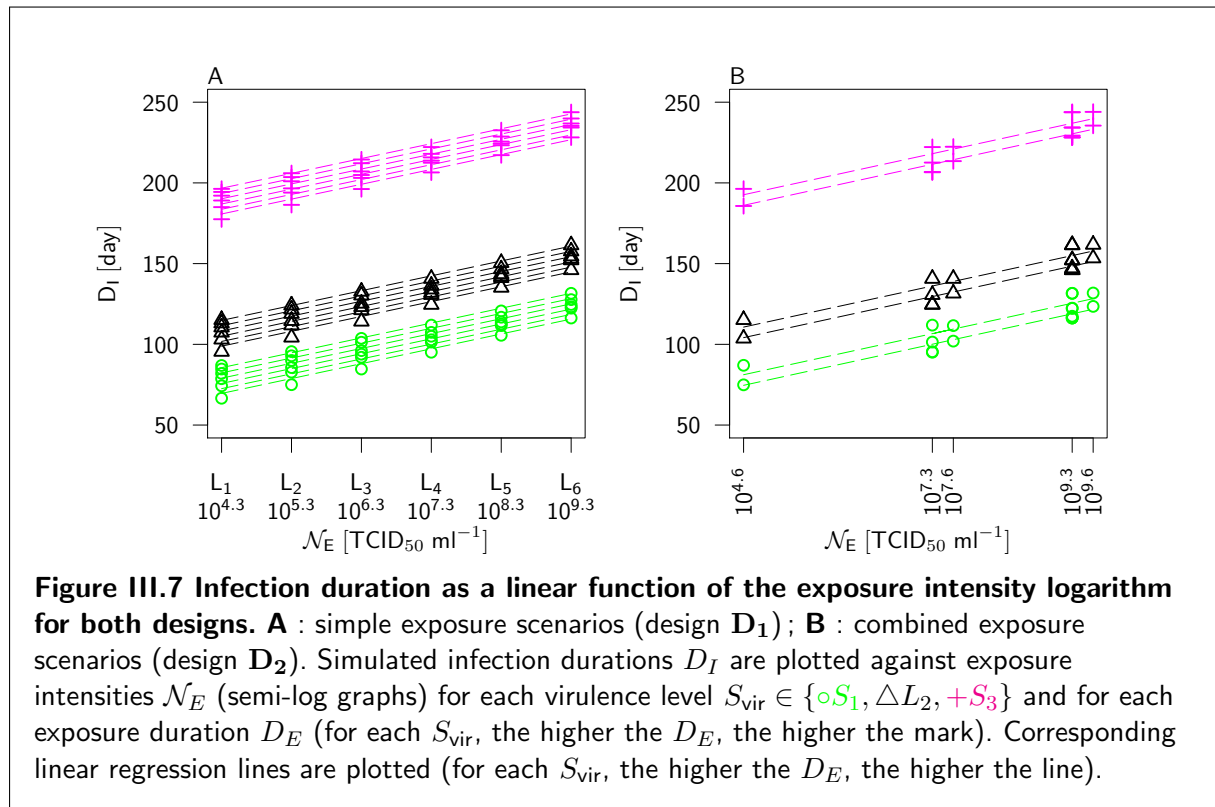 A
B
250
200
150
100
50
D_I [day]
L_1 L_2 L_3 L_4 L_5 L_6
10^4.3 10^5.3 10^6.3 10^7.3 10^8.3 10^9.3
𝒩_E [TCID_50 ml^−1]
250
200
150
100
50
D_I [day]
10^4.6
10^7.3
10^7.6
10^9.3
10^9.6
𝒩_E [TCID_50 ml^−1]
Figure III.7 Infection duration as a linear function of the exposure intensity logarithm
for both designs. A : simple exposure scenarios (design D_1) ; B : combined exposure
scenarios (design D_2). Simulated infection durations D_I are plotted against exposure
intensities 𝒩_E (semi-log graphs) for each virulence level S_vir ∈ {○S_1, △L_2, +S_3} and for each
exposure duration D_E (for each S_vir, the higher the D_E, the higher the mark). Corresponding
linear regression lines are plotted (for each S_vir, the higher the D_E, the higher the line).